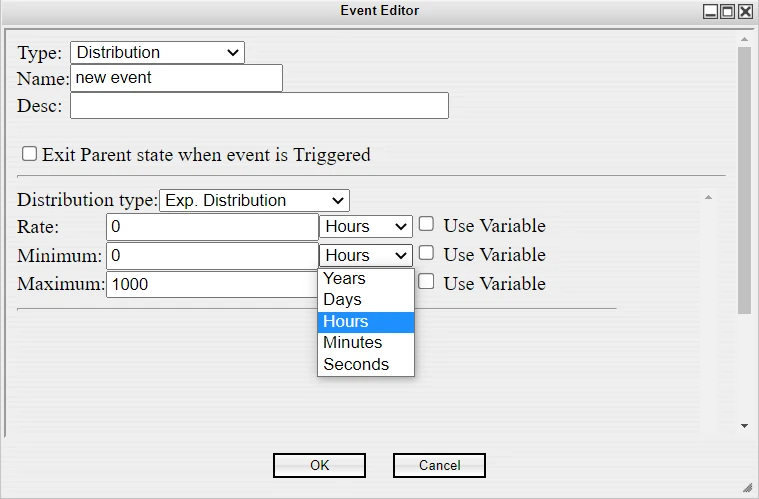 Event Editor
Type: Distribution
Name: new event
Desc:
Exit Parent state when event is Triggered
Distribution type: Exp. Distribution
Rate: 0 Hours Use Variable
Minimum: 0 Hours Use Variable
Maximum: 1000 Use Variable
Years
Days
Hours
Minutes
Seconds
OK Cancel